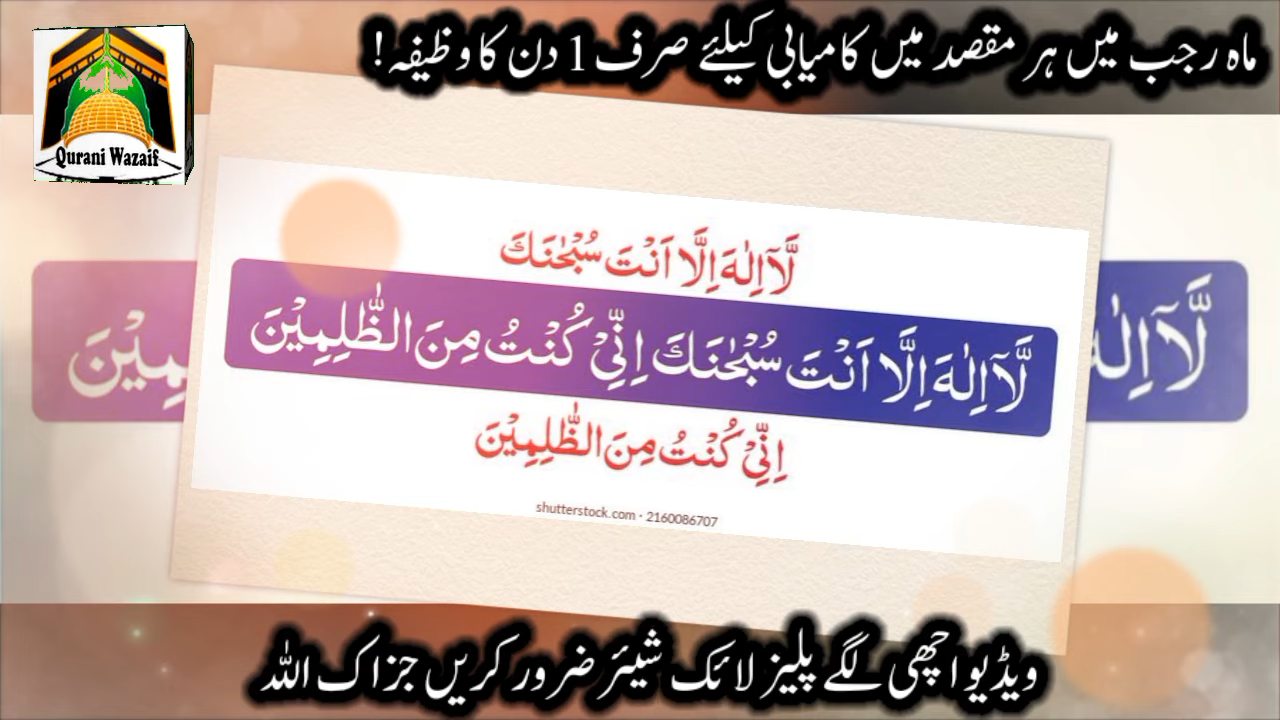 ماہ رجب میں ہر مقصد میں کامیابی کیلئے صرف 1 دن کا وظیفہ!
Qurani Wazaif
لَّاۤ اِلٰهَ اِلَّاۤ اَنْتَ سُبْحٰنَكَ
لَّاۤ اِلٰهَ اِلَّاۤ اَنْتَ سُبْحٰنَكَ اِنِّیْ كُنْتُ مِنَ الظّٰلِمِیْنَ
اِنِّیْ كُنْتُ مِنَ الظّٰلِمِیْنَ
shutterstock.com · 2160086707
ویڈیو اچھی لگے پلیز لائک شیئر ضرور کریں جزاک اللہ